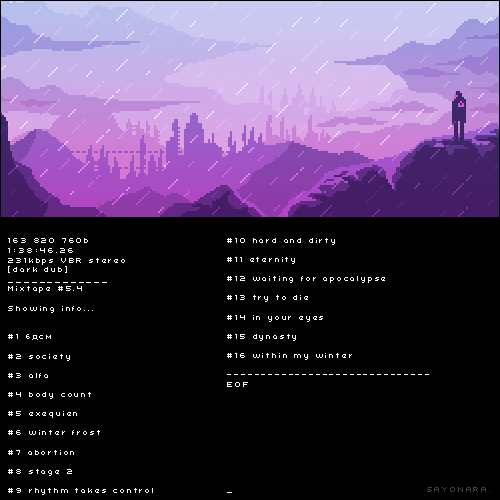 163 820 760b
1:38:46.26
231kbps VBR stereo
[dark dub]
_____________
Mixtape #5.4
Showing info...
#1 6дсм
#2 society
#3 alfa
#4 body count
#5 exequien
#6 winter frost
#7 abortion
#8 stage 2
#9 rhythm takes control
#10 hard and dirty
#11 eternity
#12 waiting for apocalypse
#13 try to die
#14 in your eyes
#15 dynasty
#16 within my winter
------------------------------
EOF
_
SAYONARA.